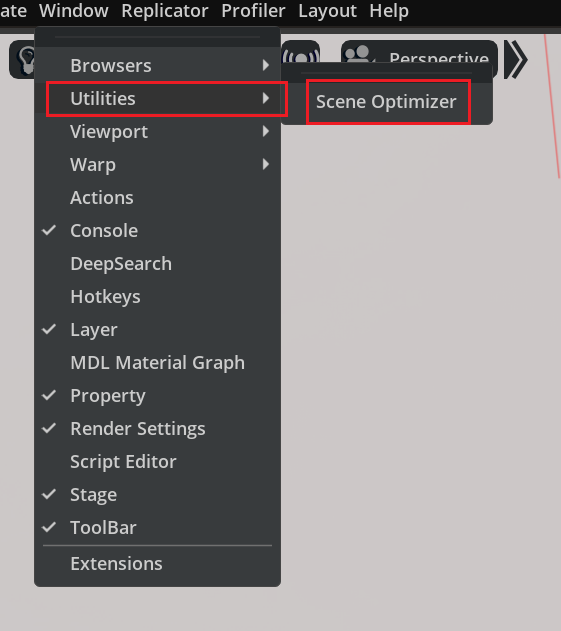 ate Window Replicator Profiler Layout Help
Perspective
Browsers
Utilities
Scene Optimizer
Viewport
Warp
Actions
Console
DeepSearch
Hotkeys
Layer
MDL Material Graph
Property
Render Settings
Script Editor
Stage
ToolBar
Extensions